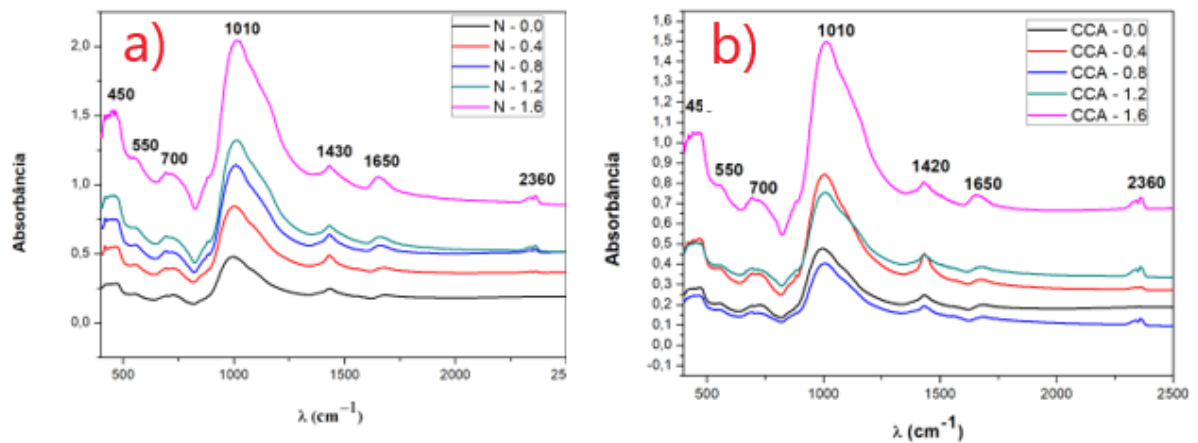 a)
1010
N - 0.0
N - 0.4
N - 0.8
N - 1.2
N - 1.6
450
550
700
1430
1650
2360
2,0
1,5
1,0
0,5
0,0
Absorbância
500
1000
1500
2000
250
λ (cm⁻¹)
b)
1010
CCA - 0.0
CCA - 0.4
CCA - 0.8
CCA - 1.2
CCA - 1.6
45
550
700
1420
1650
2360
1,6
1,5
1,4
1,3
1,2
1,1
1,0
0,9
0,8
0,7
0,6
0,5
0,4
0,3
0,2
0,1
0,0
-0,1
Absorbância
500
1000
1500
2000
2500
λ (cm⁻¹)